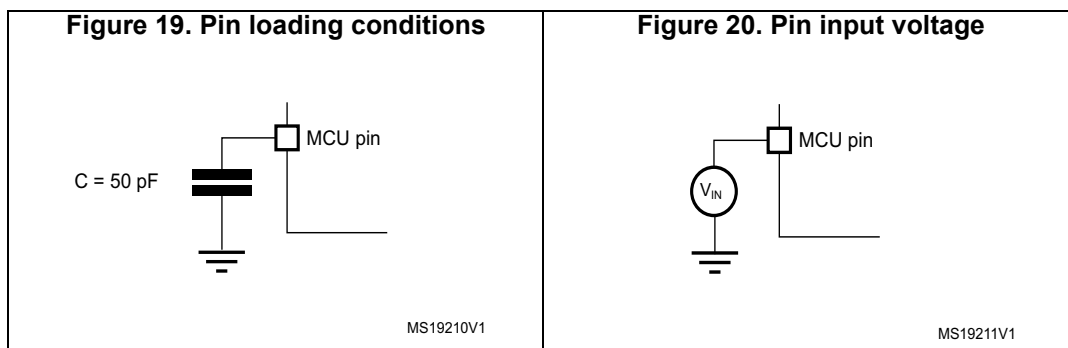 Figure 19. Pin loading conditions
MCU pin
C = 50 pF
MS19210V1
Figure 20. Pin input voltage
MCU pin
VIN
MS19211V1